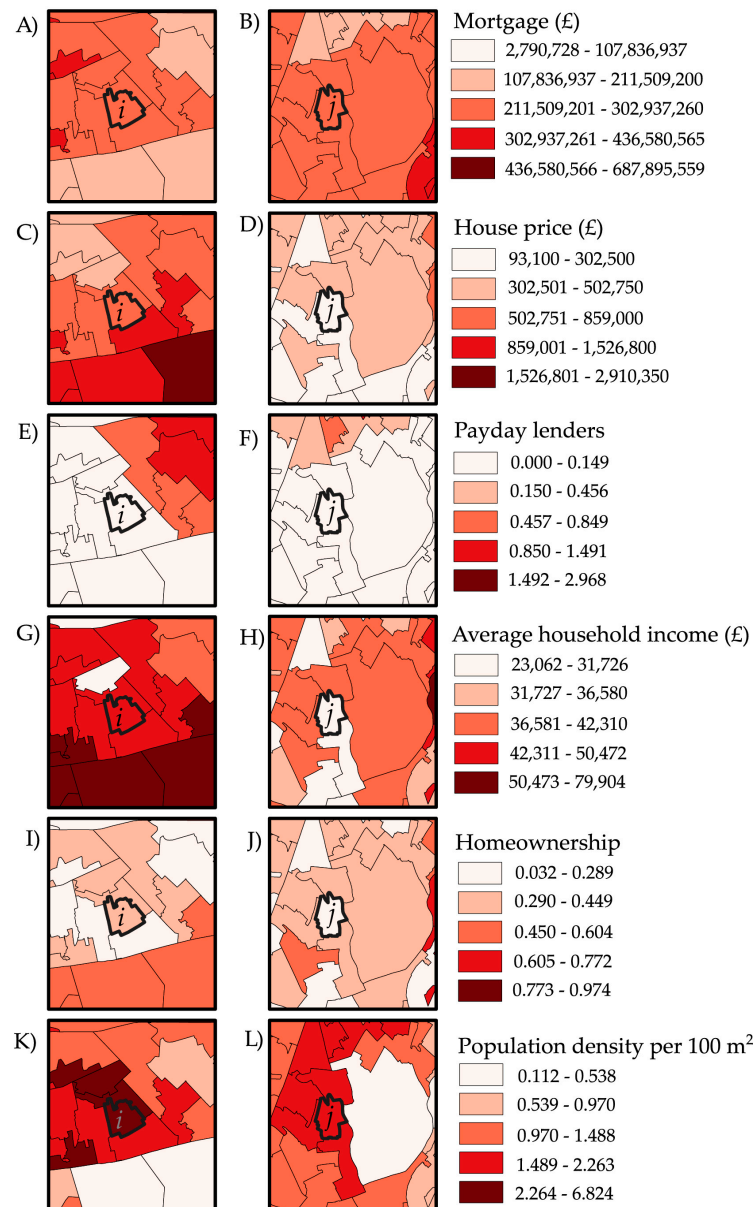 A)
i
B)
j
Mortgage (£)
2,790,728 - 107,836,937
107,836,937 - 211,509,200
211,509,201 - 302,937,260
302,937,261 - 436,580,565
436,580,566 - 687,895,559
C)
i
D)
j
House price (£)
93,100 - 302,500
302,501 - 502,750
502,751 - 859,000
859,001 - 1,526,800
1,526,801 - 2,910,350
E)
i
F)
j
Payday lenders
0.000 - 0.149
0.150 - 0.456
0.457 - 0.849
0.850 - 1.491
1.492 - 2.968
G)
i
H)
j
Average household income (£)
23,062 - 31,726
31,727 - 36,580
36,581 - 42,310
42,311 - 50,472
50,473 - 79,904
I)
i
J)
j
Homeownership
0.032 - 0.289
0.290 - 0.449
0.450 - 0.604
0.605 - 0.772
0.773 - 0.974
K)
i
L)
j
Population density per 100 m²
0.112 - 0.538
0.539 - 0.970
0.970 - 1.488
1.489 - 2.263
2.264 - 6.824